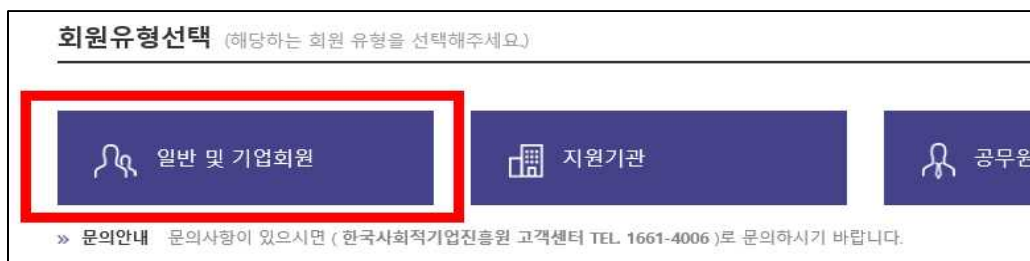 회원유형선택 (해당하는 회원 유형을 선택해주세요.)
일반 및 기업회원
지원기관
공무원
» 문의안내 문의사항이 있으시면 ( 한국사회적기업진흥원 고객센터 TEL. 1661-4006 )로 문의하시기 바랍니다.